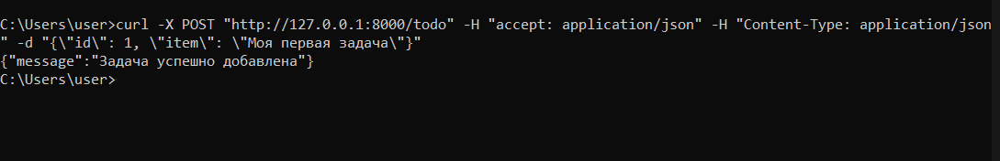 C:\Users\user>curl -X POST "http://127.0.0.1:8000/todo" -H "accept: application/json" -H "Content-Type: application/json
" -d "{\"id\": 1, \"item\": \"Моя первая задача\"}"
{"message":"Задача успешно добавлена"}
C:\Users\user>